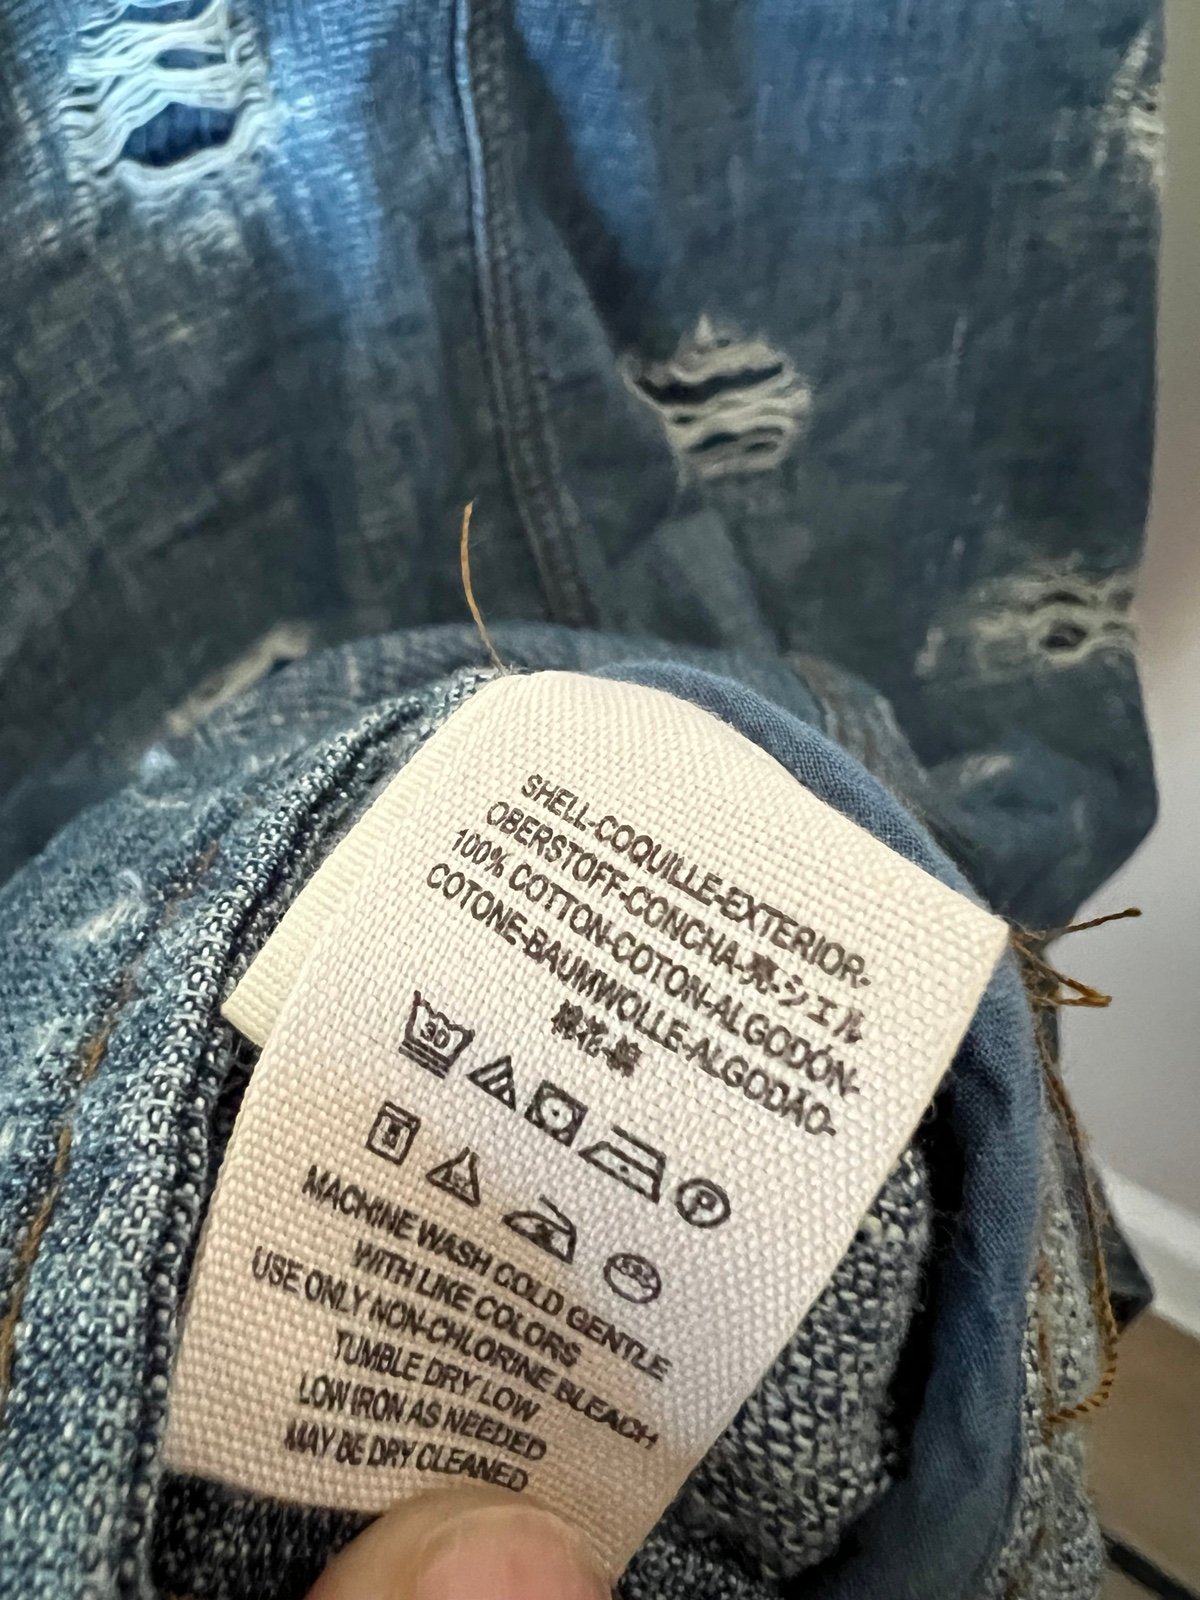 SHELL-COQUILLE-EXTERIOR-
OBERSTOFF-CONCHA-壳-シェル
100% COTTON-COTON-ALGODÓN-
COTONE-BAUMWOLLE-ALGODÃO-
棉花-綿
30
P
MACHINE WASH COLD GENTLE
WITH LIKE COLORS
USE ONLY NON-CHLORINE BLEACH
TUMBLE DRY LOW
LOW IRON AS NEEDED
MAY BE DRY CLEANED